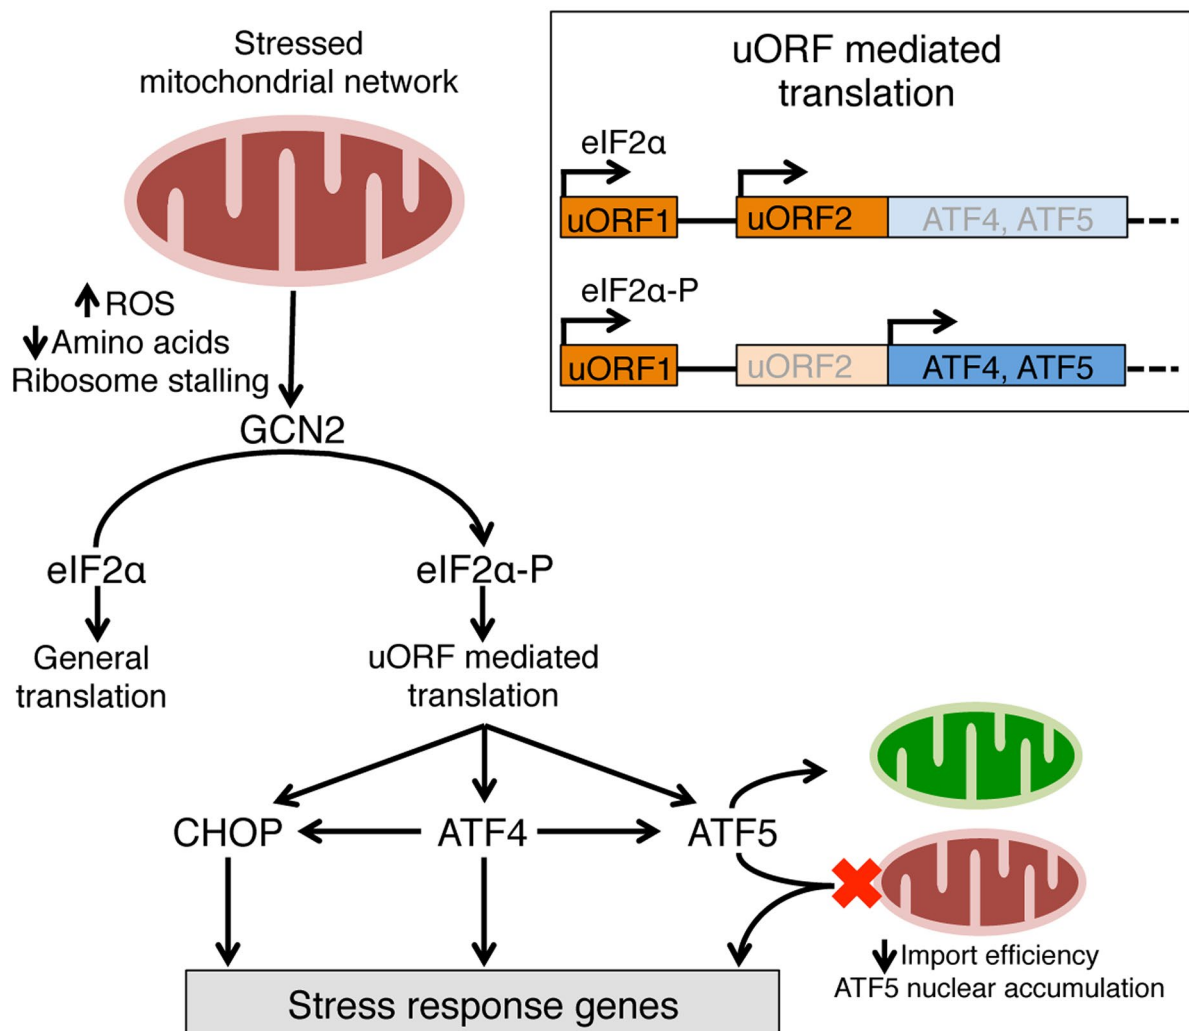 Stressed
mitochondrial network
ROS
Amino acids
Ribosome stalling
GCN2
eIF2α
eIF2α-P
General
translation
uORF mediated
translation
CHOP
ATF4
ATF5
Import efficiency
ATF5 nuclear accumulation
Stress response genes
uORF mediated
translation
eIF2α
uORF1
uORF2
ATF4, ATF5
eIF2α-P
uORF1
uORF2
ATF4, ATF5